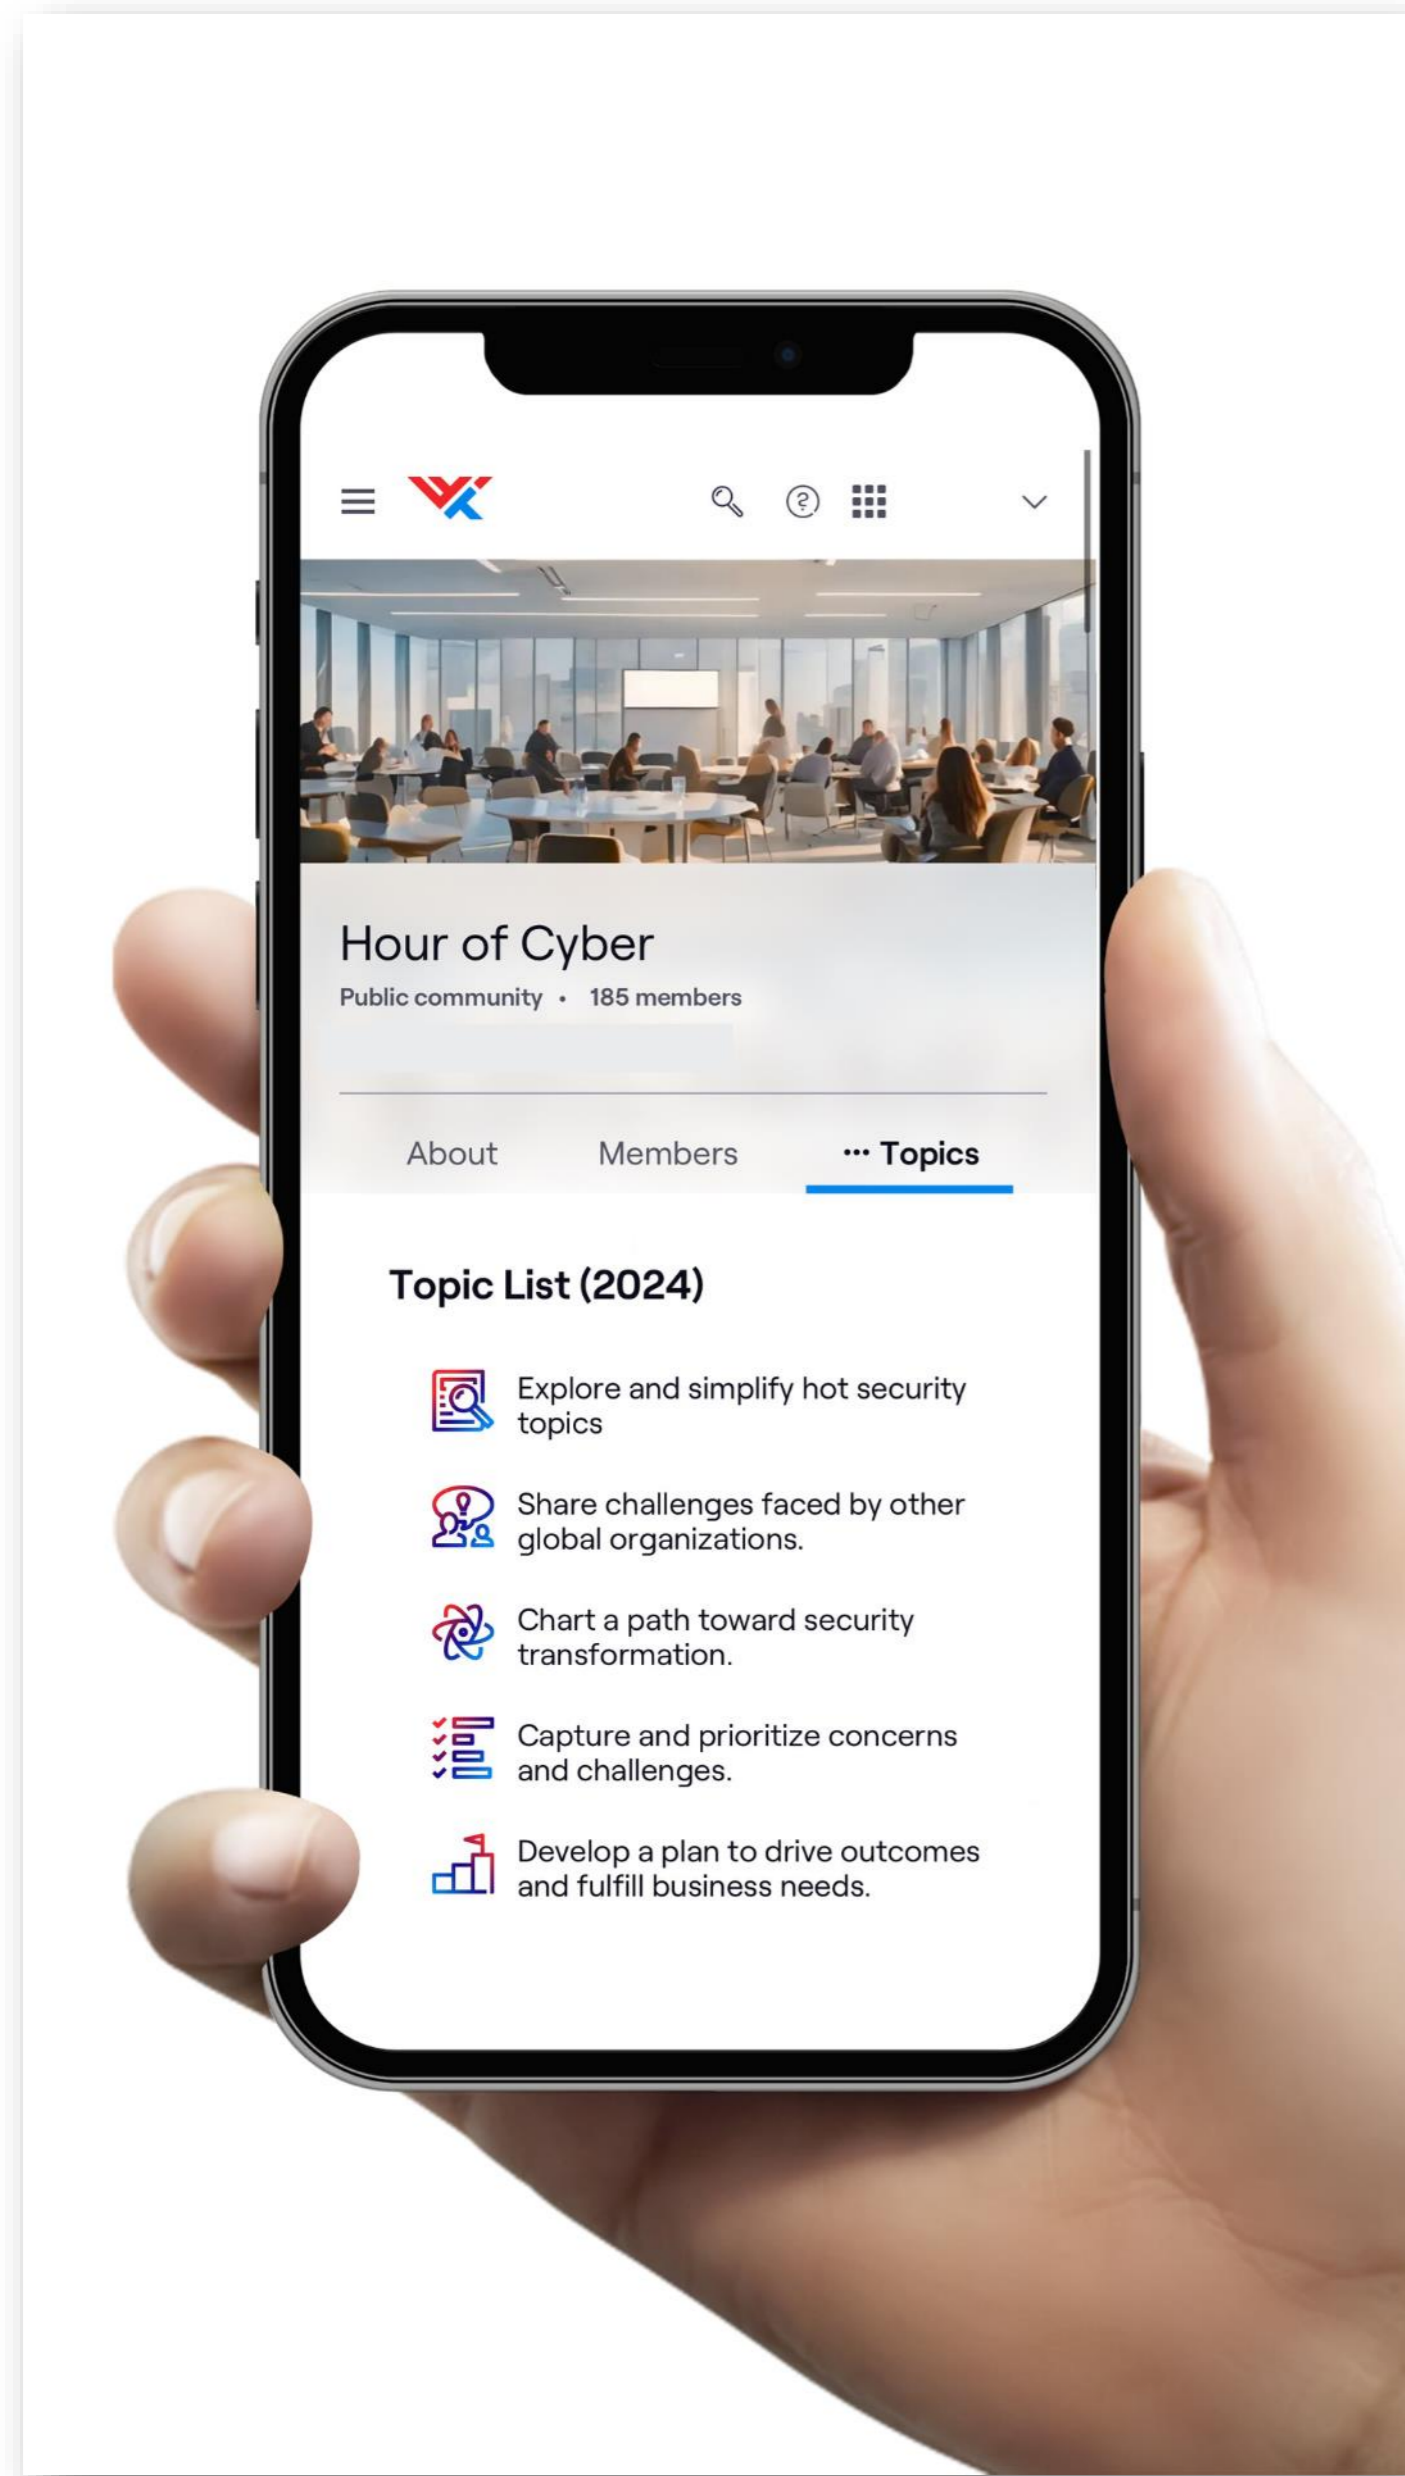 Hour of Cyber
Public community • 185 members
About Members ••• Topics
Topic List (2024)
Explore and simplify hot security
topics
Share challenges faced by other
global organizations.
Chart a path toward security
transformation.
Capture and prioritize concerns
and challenges.
Develop a plan to drive outcomes
and fulfill business needs.